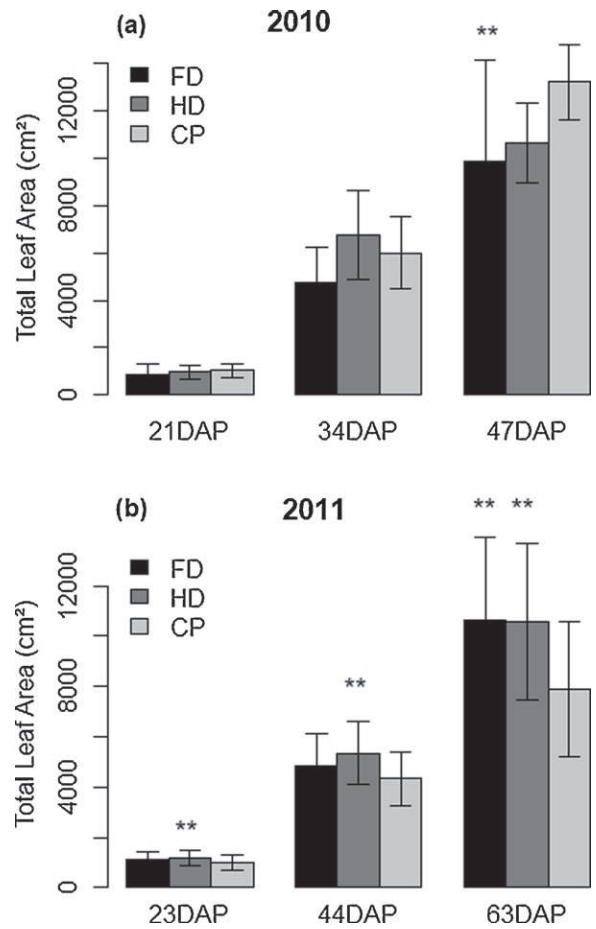 (a) 2010
**
FD
HD
CP
Total Leaf Area (cm²)
12000
8000
4000
0
21DAP 34DAP 47DAP
(b) 2011
** **
FD
HD
CP
**
**
Total Leaf Area (cm²)
12000
8000
4000
0
23DAP 44DAP 63DAP